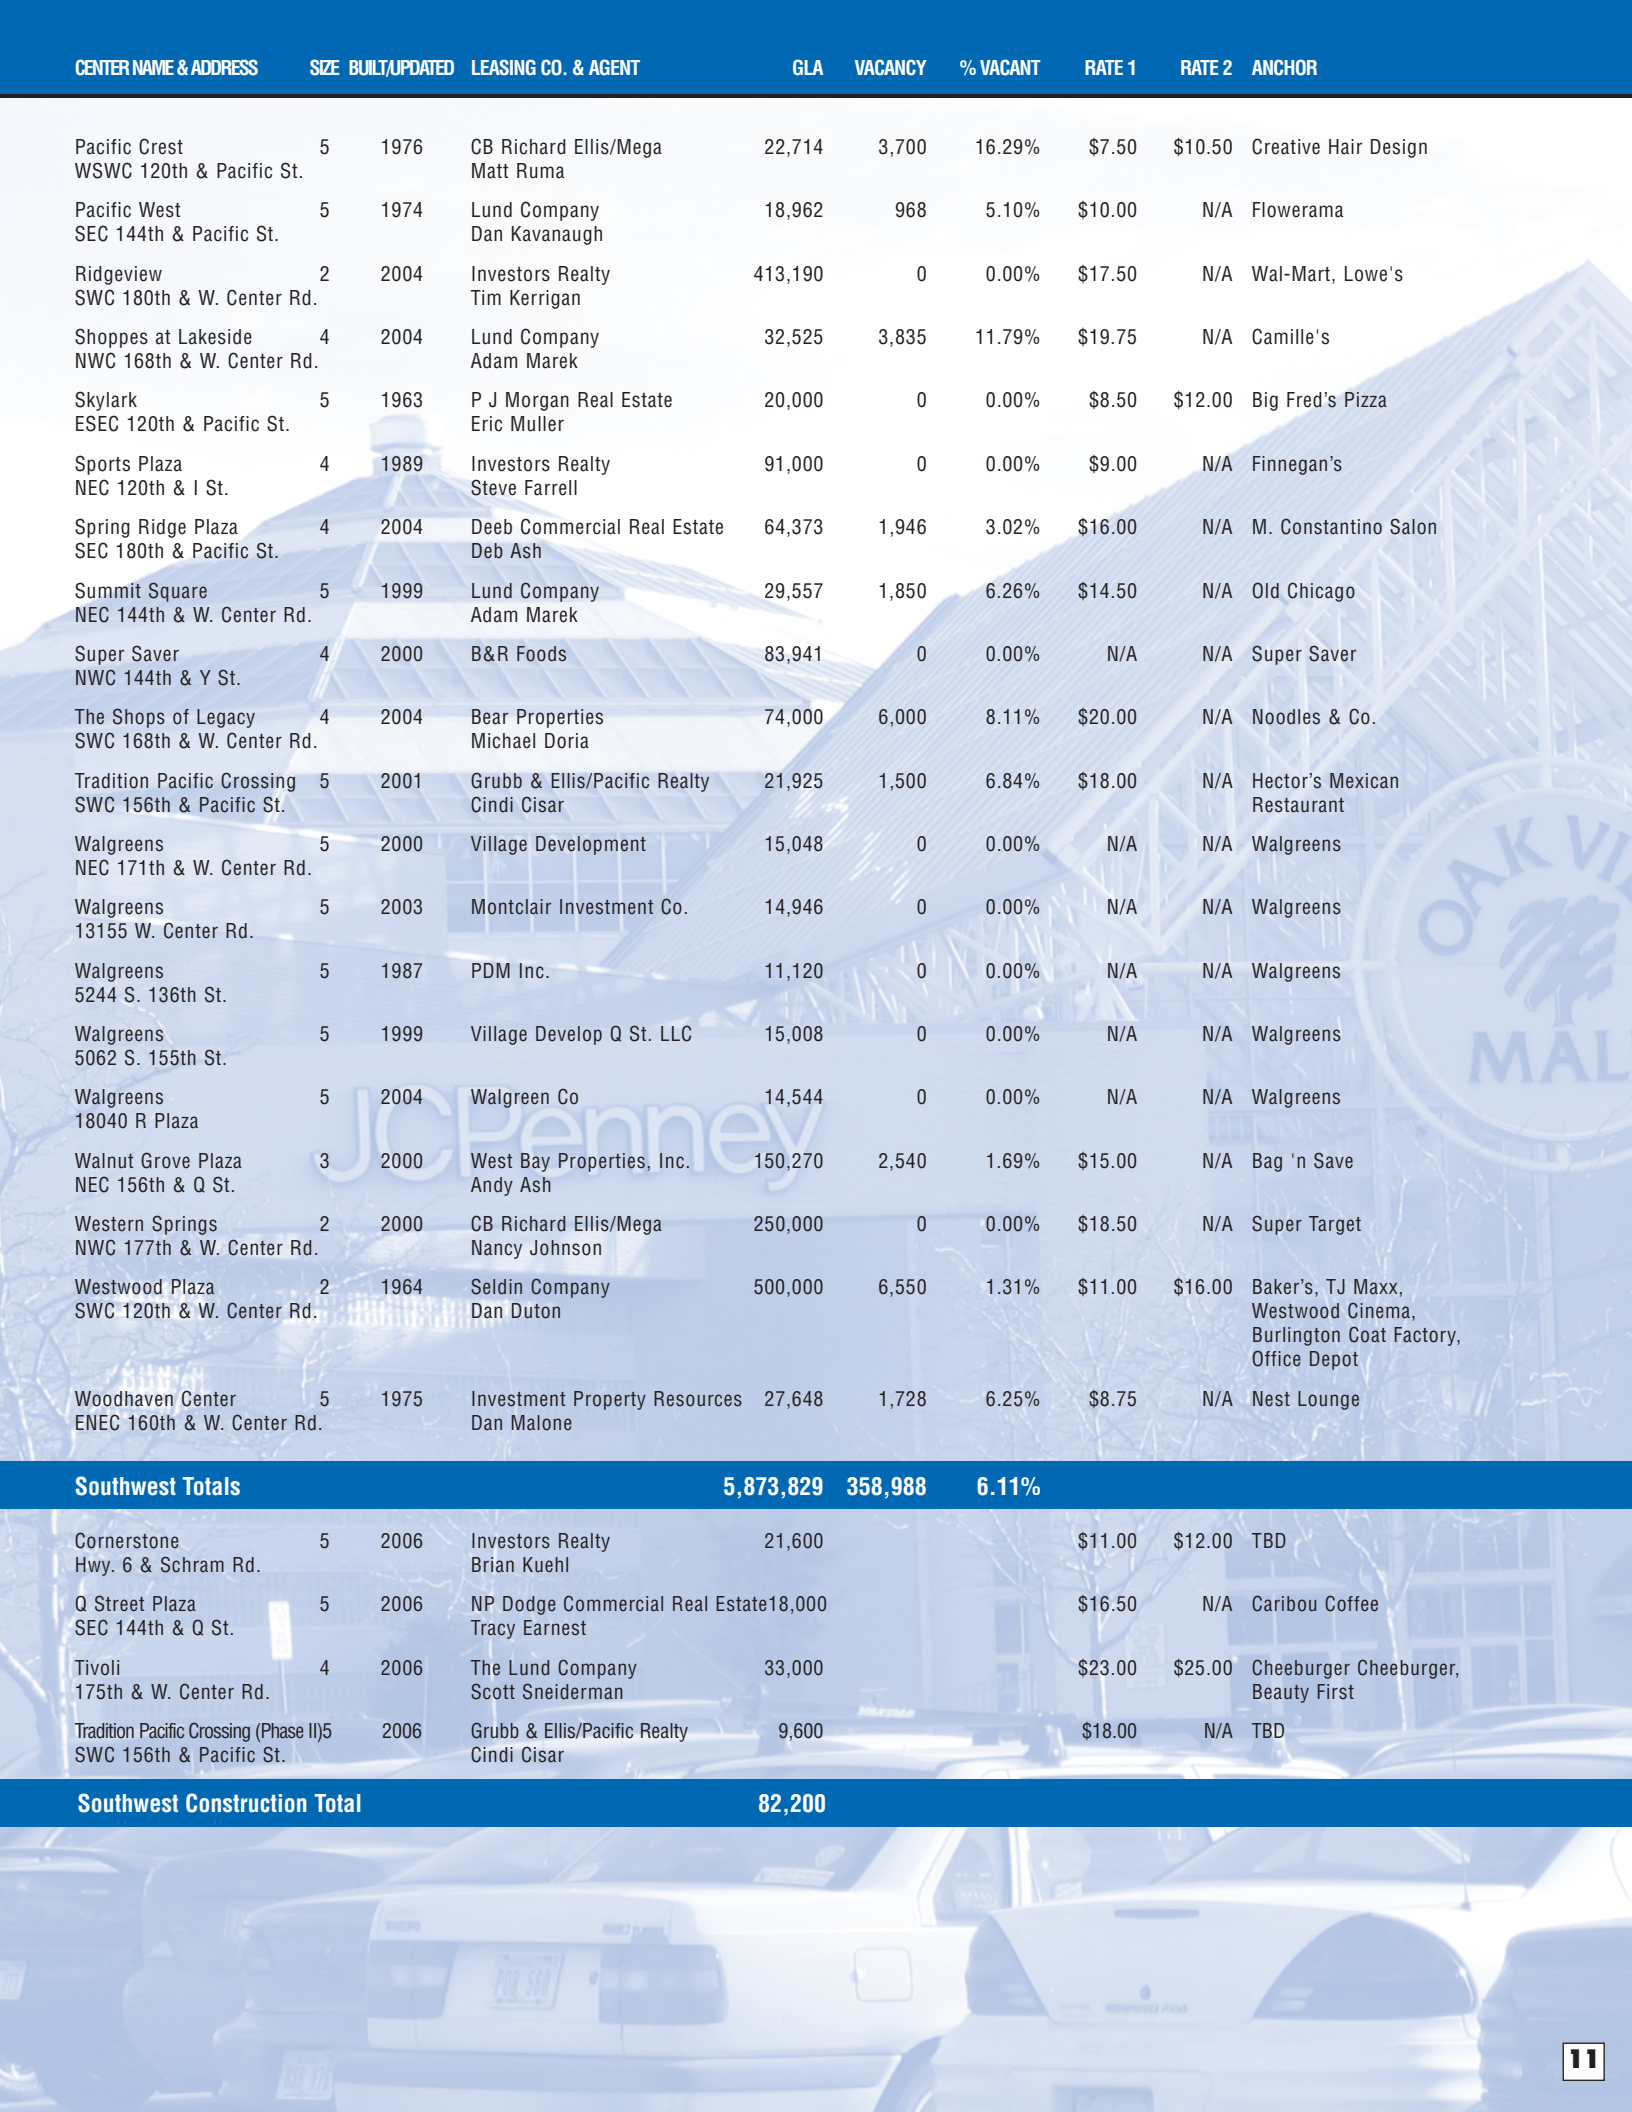 CENTER NAME & ADDRESS SIZE BUILT/UPDATED LEASING CO. & AGENT GLA VACANCY % VACANT RATE 1 RATE 2 ANCHOR
Pacific Crest 5 1976 CB Richard Ellis/Mega 22,714 3,700 16.29% $7.50 $10.50 Creative Hair Design
WSWC 120th & Pacific St. Matt Ruma
Pacific West 5 1974 Lund Company 18,962 968 5.10% $10.00 N/A Flowerama
SEC 144th & Pacific St. Dan Kavanaugh
Ridgeview 2 2004 Investors Realty 413,190 0 0.00% $17.50 N/A Wal-Mart, Lowe's
SWC 180th & W. Center Rd. Tim Kerrigan
Shoppes at Lakeside 4 2004 Lund Company 32,525 3,835 11.79% $19.75 N/A Camille's
NWC 168th & W. Center Rd. Adam Marek
Skylark 5 1963 P J Morgan Real Estate 20,000 0 0.00% $8.50 $12.00 Big Fred’s Pizza
ESEC 120th & Pacific St. Eric Muller
Sports Plaza 4 1989 Investors Realty 91,000 0 0.00% $9.00 N/A Finnegan’s
NEC 120th & I St. Steve Farrell
Spring Ridge Plaza 4 2004 Deeb Commercial Real Estate 64,373 1,946 3.02% $16.00 N/A M. Constantino Salon
SEC 180th & Pacific St. Deb Ash
Summit Square 5 1999 Lund Company 29,557 1,850 6.26% $14.50 N/A Old Chicago
NEC 144th & W. Center Rd. Adam Marek
Super Saver 4 2000 B&R Foods 83,941 0 0.00% N/A N/A Super Saver
NWC 144th & Y St.
The Shops of Legacy 4 2004 Bear Properties 74,000 6,000 8.11% $20.00 N/A Noodles & Co.
SWC 168th & W. Center Rd. Michael Doria
Tradition Pacific Crossing 5 2001 Grubb & Ellis/Pacific Realty 21,925 1,500 6.84% $18.00 N/A Hector’s Mexican
SWC 156th & Pacific St. Cindi Cisar Restaurant
Walgreens 5 2000 Village Development 15,048 0 0.00% N/A N/A Walgreens
NEC 171th & W. Center Rd.
Walgreens 5 2003 Montclair Investment Co. 14,946 0 0.00% N/A N/A Walgreens
13155 W. Center Rd.
Walgreens 5 1987 PDM Inc. 11,120 0 0.00% N/A N/A Walgreens
5244 S. 136th St.
Walgreens 5 1999 Village Develop Q St. LLC 15,008 0 0.00% N/A N/A Walgreens
5062 S. 155th St.
Walgreens 5 2004 Walgreen Co 14,544 0 0.00% N/A N/A Walgreens
18040 R Plaza
Walnut Grove Plaza 3 2000 West Bay Properties, Inc. 150,270 2,540 1.69% $15.00 N/A Bag 'n Save
NEC 156th & Q St. Andy Ash
Western Springs 2 2000 CB Richard Ellis/Mega 250,000 0 0.00% $18.50 N/A Super Target
NWC 177th & W. Center Rd. Nancy Johnson
Westwood Plaza 2 1964 Seldin Company 500,000 6,550 1.31% $11.00 $16.00 Baker’s, TJ Maxx,
SWC 120th & W. Center Rd. Dan Duton Westwood Cinema,
Burlington Coat Factory,
Office Depot
Woodhaven Center 5 1975 Investment Property Resources 27,648 1,728 6.25% $8.75 N/A Nest Lounge
ENEC 160th & W. Center Rd. Dan Malone
Southwest Totals 5,873,829 358,988 6.11%
Cornerstone 5 2006 Investors Realty 21,600 $11.00 $12.00 TBD
Hwy. 6 & Schram Rd. Brian Kuehl
Q Street Plaza 5 2006 NP Dodge Commercial Real Estate18,000 $16.50 N/A Caribou Coffee
SEC 144th & Q St. Tracy Earnest
Tivoli 4 2006 The Lund Company 33,000 $23.00 $25.00 Cheeburger Cheeburger,
175th & W. Center Rd. Scott Sneiderman Beauty First
Tradition Pacific Crossing (Phase II)5 2006 Grubb & Ellis/Pacific Realty 9,600 $18.00 N/A TBD
SWC 156th & Pacific St. Cindi Cisar
Southwest Construction Total 82,200
OAK VI
MAL
JCPenney
11